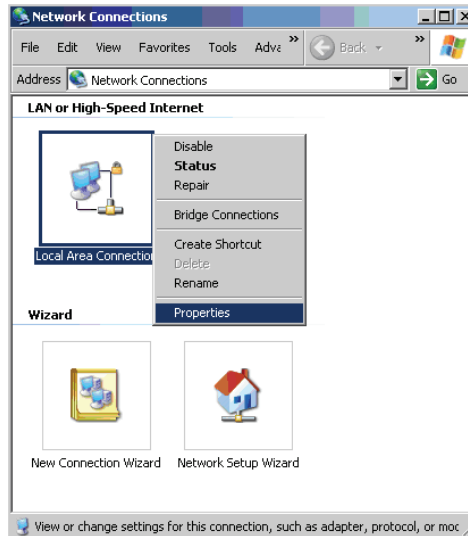 Network Connections
File Edit View Favorites Tools Adva » Back »
Address Network Connections Go
LAN or High-Speed Internet
Disable
Status
Repair
Bridge Connections
Create Shortcut
Delete
Rename
Properties
Local Area Connection
Wizard
New Connection Wizard Network Setup Wizard
View or change settings for this connection, such as adapter, protocol, or moc